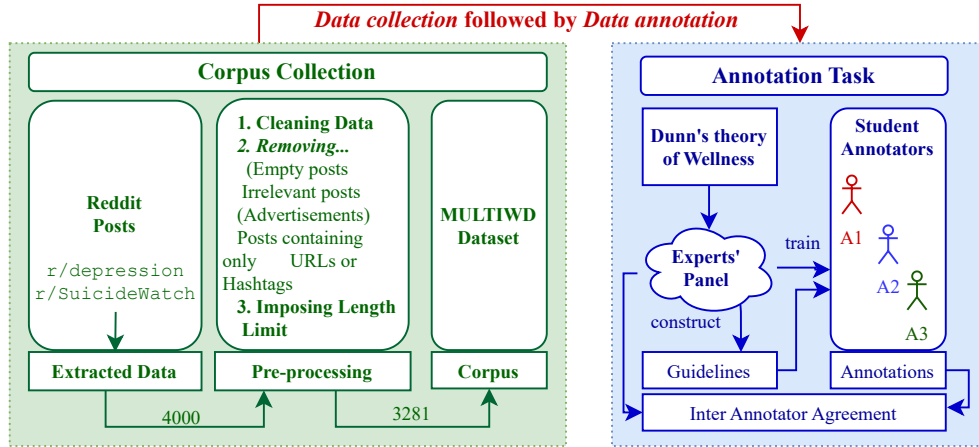 Data collection followed by Data annotation
Corpus Collection
Reddit
Posts
r/depression
r/SuicideWatch
Extracted Data
1. Cleaning Data
2. Removing...
(Empty posts
Irrelevant posts
(Advertisements)
Posts containing
only URLs or
Hashtags
3. Imposing Length
Limit
Pre-processing
MULTIWD
Dataset
Corpus
4000
3281
Annotation Task
Dunn's theory
of Wellness
Experts'
Panel
train
construct
Guidelines
Student
Annotators
A1
A2
A3
Annotations
Inter Annotator Agreement